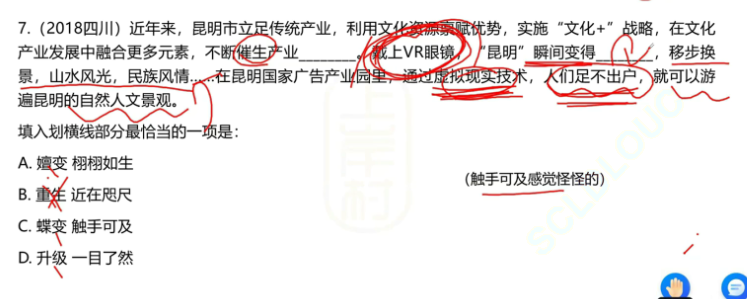 7.（2018四川）近年来，昆明市立足传统产业，利用文化资源禀赋优势，实施“文化+”战略，在文化
产业发展中融合更多元素，不断催生产业________。戴上VR眼镜，“昆明”瞬间变得________，移步换
景，山水风光，民族风情……在昆明国家广告产业园里，通过虚拟现实技术，人们足不出户，就可以游
遍昆明的自然人文景观。
填入划横线部分最恰当的一项是：
A. 嬗变 栩栩如生
B. 重生 近在咫尺
（触手可及感觉怪怪的）
C. 蝶变 触手可及
D. 升级 一目了然